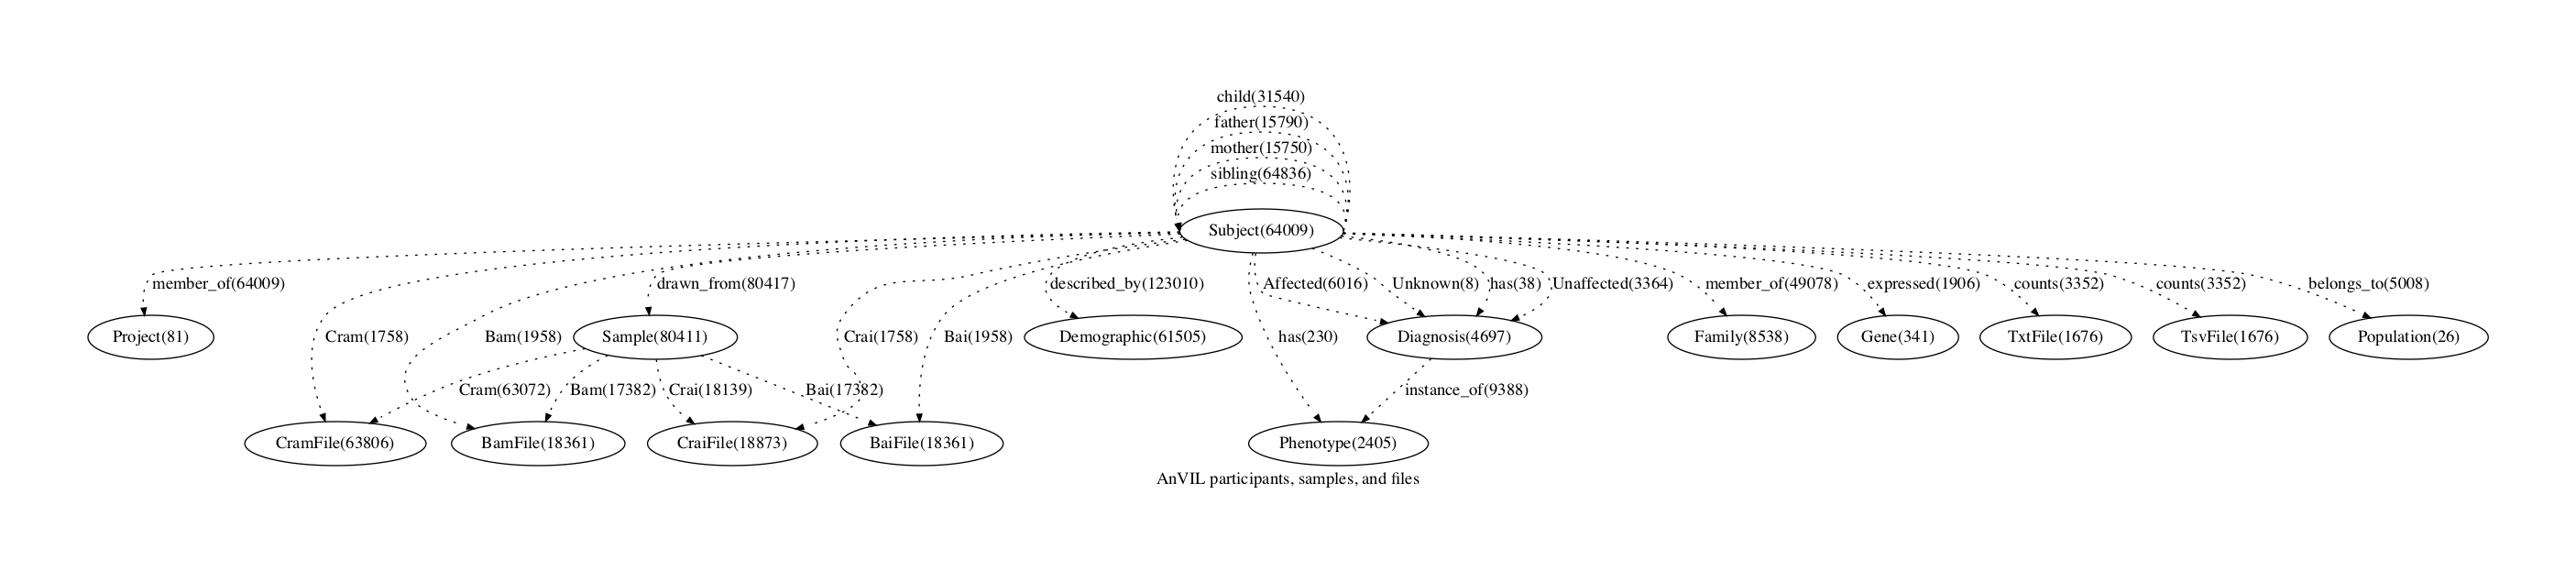 child(31540)
father(15790)
mother(15750)
sibling(64836)
Subject(64009)
member_of(64009)
drawn_from(80417)
described_by(123010)
Affected(6016)
Unknown(8)
has(38)
Unaffected(3364)
member_of(49078)
expressed(1906)
counts(3352)
counts(3352)
belongs_to(5008)
Project(81)
Cram(1758)
Bam(1958)
Sample(80411)
Crai(1758)
Bai(1958)
Demographic(61505)
has(230)
Diagnosis(4697)
Family(8538)
Gene(341)
TxtFile(1676)
TsvFile(1676)
Population(26)
Cram(63072)
Bam(17382)
Crai(18139)
Bai(17382)
instance_of(9388)
CramFile(63806)
BamFile(18361)
CraiFile(18873)
BaiFile(18361)
Phenotype(2405)
AnVIL participants, samples, and files